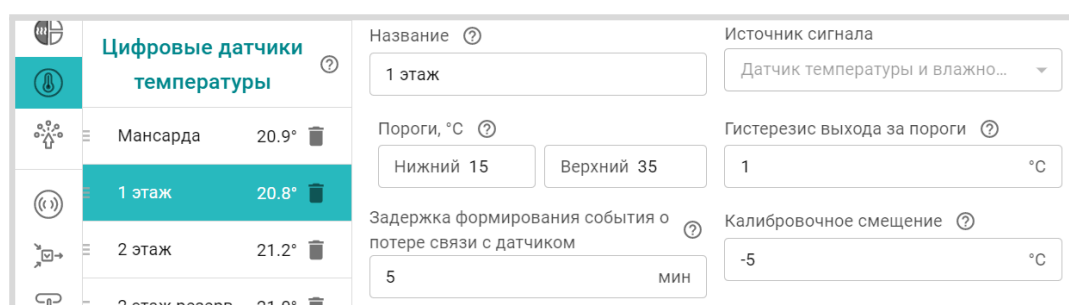 Цифровые датчики
температуры
Мансарда 20.9°
1 этаж 20.8°
2 этаж 21.2°
Название
1 этаж
Источник сигнала
Датчик температуры и влажно...
Пороги, °C
Нижний 15
Верхний 35
Гистерезис выхода за пороги
1 °C
Задержка формирования события о
потере связи с датчиком
5 мин
Калибровочное смещение
-5 °C